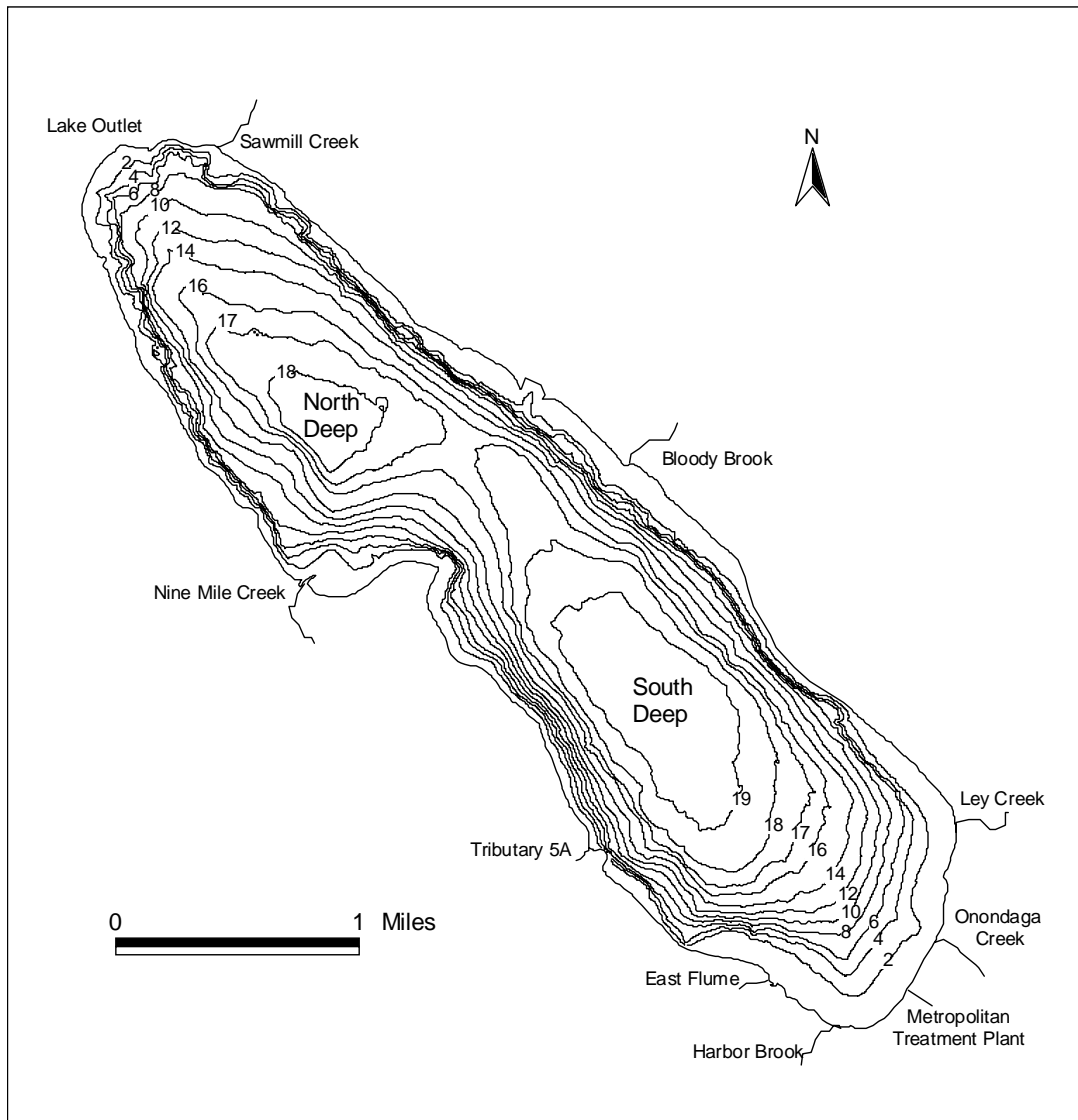 Lake Outlet
Sawmill Creek
N
2
4
6
8
10
12
14
16
17
18
North
Deep
Bloody Brook
Nine Mile Creek
South
Deep
19
18
17
16
14
12
10
8
6
4
2
Ley Creek
Tributary 5A
0 1 Miles
Onondaga
Creek
East Flume
Metropolitan
Treatment Plant
Harbor Brook